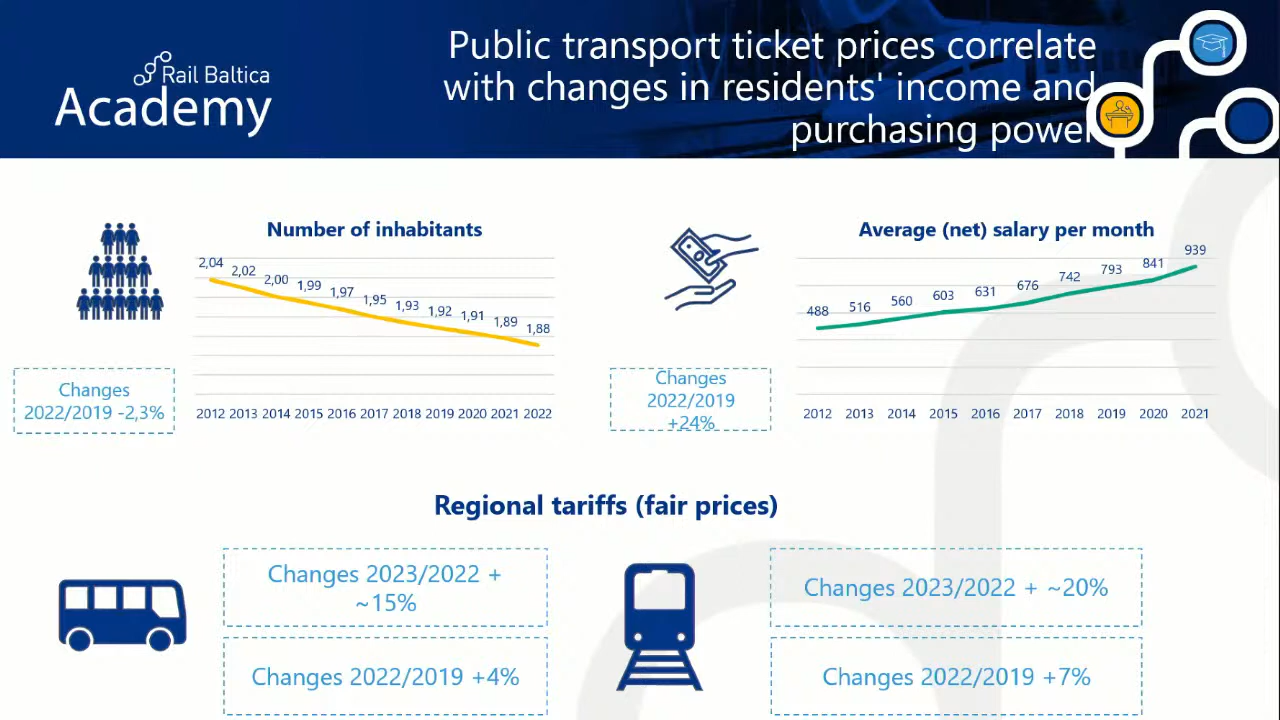 Public transport ticket prices correlate
with changes in residents' income and
purchasing power
Rail Baltica
Academy
Number of inhabitants
2,04 2,02 2,00 1,99 1,97 1,95 1,93 1,92 1,91 1,89 1,88
2012 2013 2014 2015 2016 2017 2018 2019 2020 2021 2022
Changes
2022/2019 -2,3%
Average (net) salary per month
488 516 560 603 631 676 742 793 841 939
2012 2013 2014 2015 2016 2017 2018 2019 2020 2021
Changes
2022/2019
+24%
Regional tariffs (fair prices)
Changes 2023/2022 +
~15%
Changes 2022/2019 +4%
Changes 2023/2022 + ~20%
Changes 2022/2019 +7%